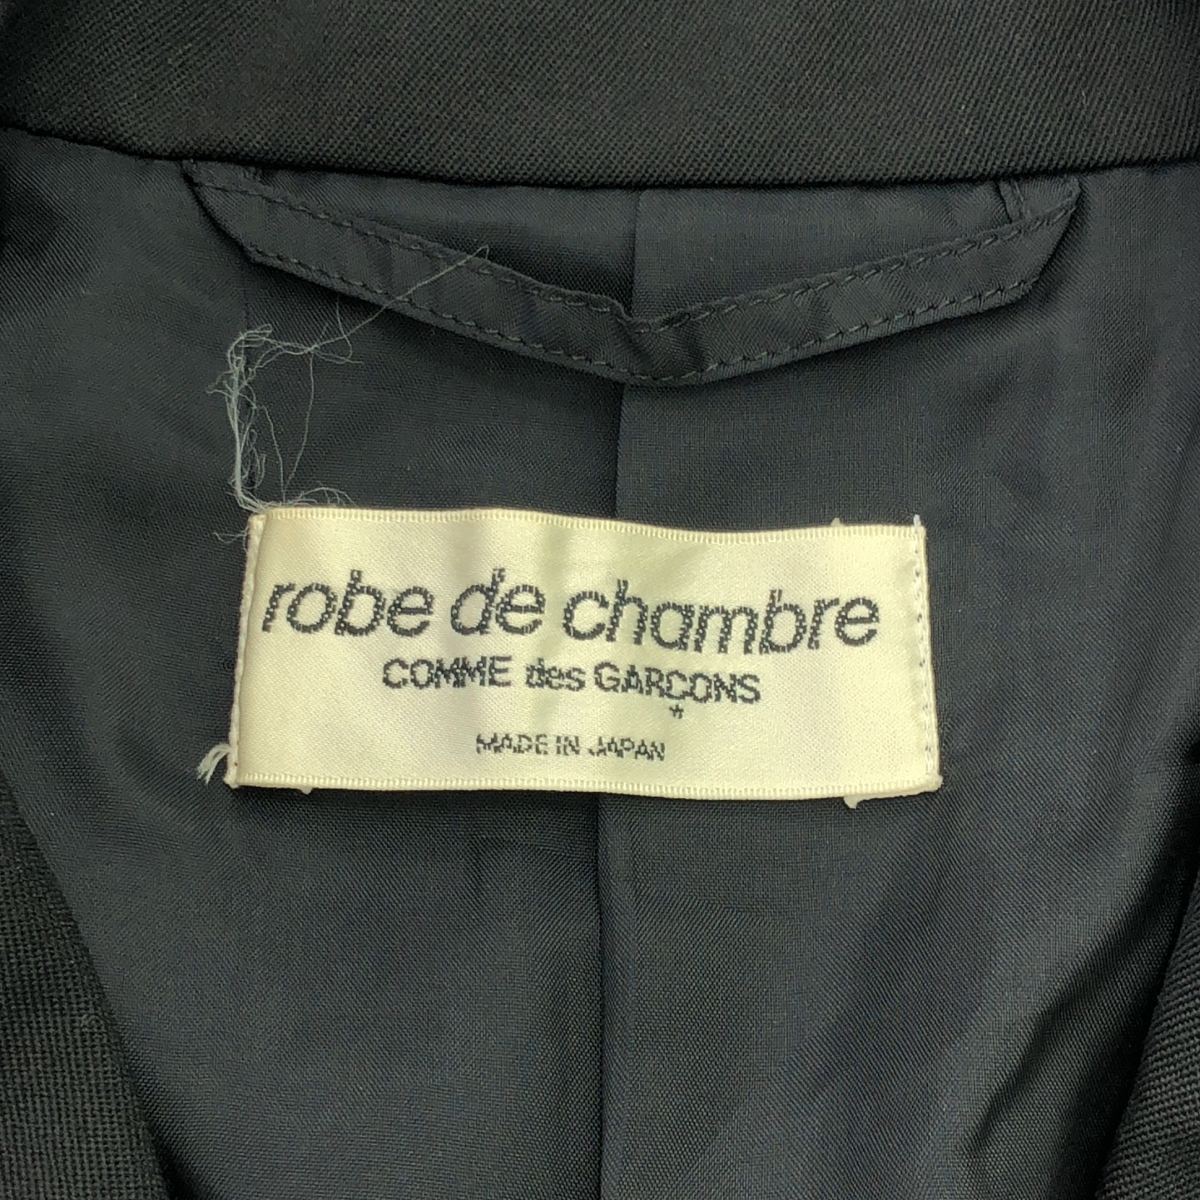 robe de chambre
COMME des GARÇONS
*
MADE IN JAPAN